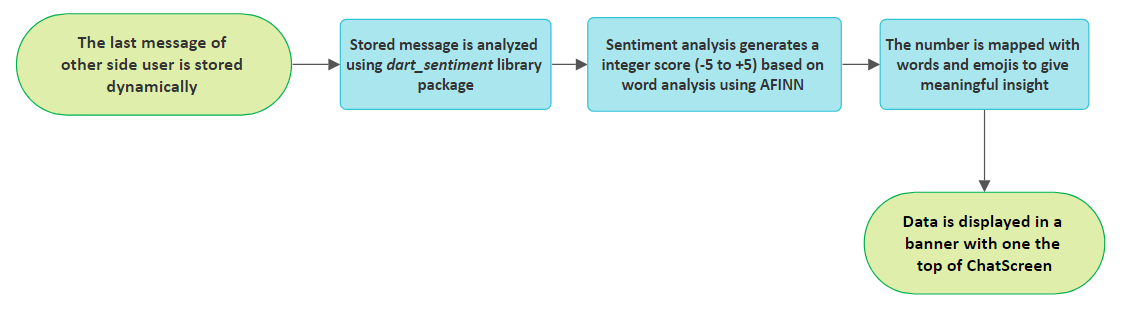 The last message of
other side user is stored
dynamically
Stored message is analyzed
using dart_sentiment library
package
Sentiment analysis generates a
integer score (-5 to +5) based on
word analysis using AFINN
The number is mapped with
words and emojis to give
meaningful insight
Data is displayed in a
banner with one the
top of ChatScreen